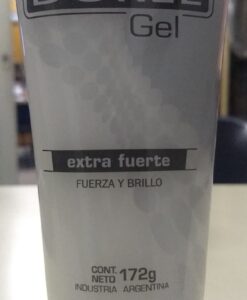 Gel
extra fuerte
FUERZA Y BRILLO
CONT.
NETO 172g
INDUSTRIA ARGENTINA